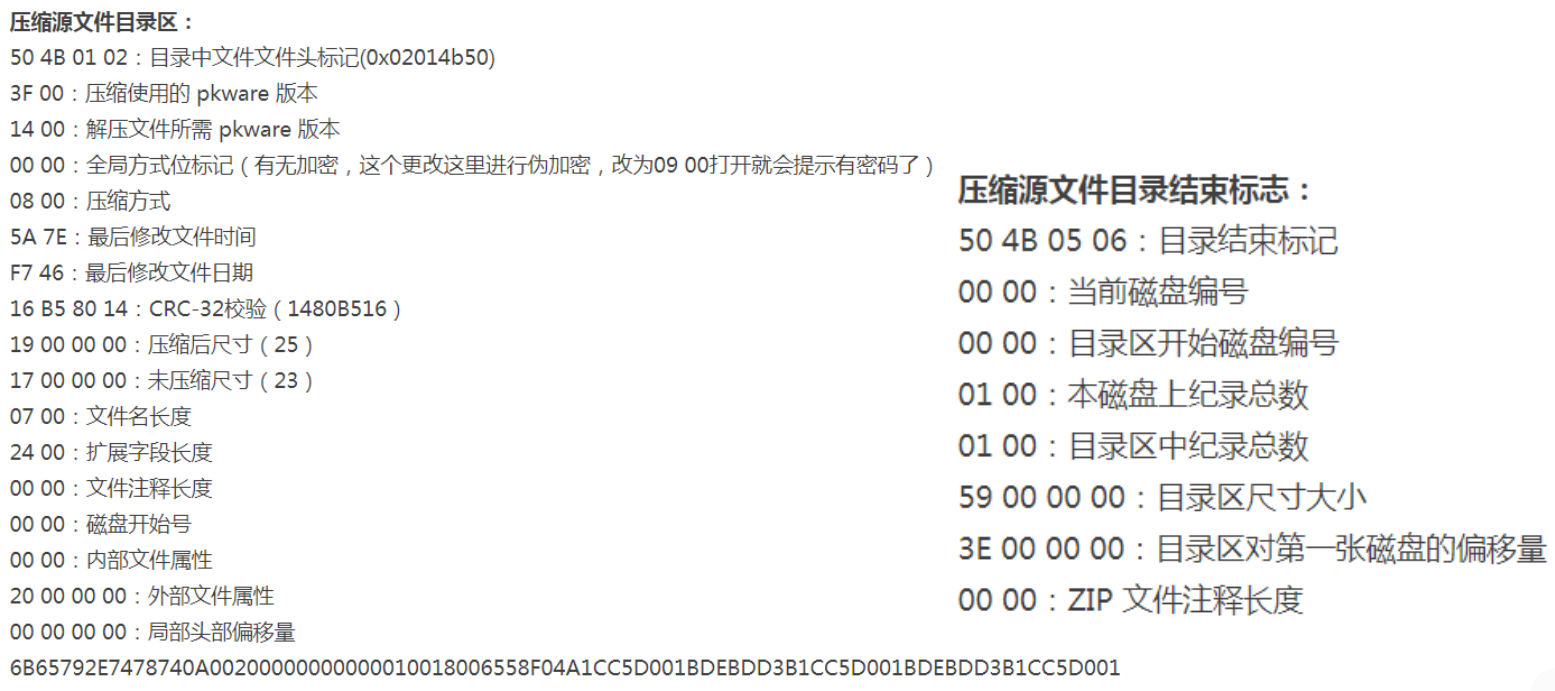 压缩源文件目录区：
50 4B 01 02：目录中文件文件头标记(0x02014b50)
3F 00：压缩使用的 pkware 版本
14 00：解压文件所需 pkware 版本
00 00：全局方式位标记（有无加密，这个更改这里进行伪加密，改为09 00打开就会提示有密码了）
08 00：压缩方式
5A 7E：最后修改文件时间
F7 46：最后修改文件日期
16 B5 80 14：CRC-32校验（1480B516）
19 00 00 00：压缩后尺寸（25）
17 00 00 00：未压缩尺寸（23）
07 00：文件名长度
24 00：扩展字段长度
00 00：文件注释长度
00 00：磁盘开始号
00 00：内部文件属性
20 00 00 00：外部文件属性
00 00 00 00：局部头部偏移量
6B65792E7478740A00200000000000010018006558F04A1CC5D001BDEBDD3B1CC5D001BDEBDD3B1CC5D001
压缩源文件目录结束标志：
50 4B 05 06：目录结束标记
00 00：当前磁盘编号
00 00：目录区开始磁盘编号
01 00：本磁盘上纪录总数
01 00：目录区中纪录总数
59 00 00 00：目录区尺寸大小
3E 00 00 00：目录区对第一张磁盘的偏移量
00 00：ZIP 文件注释长度